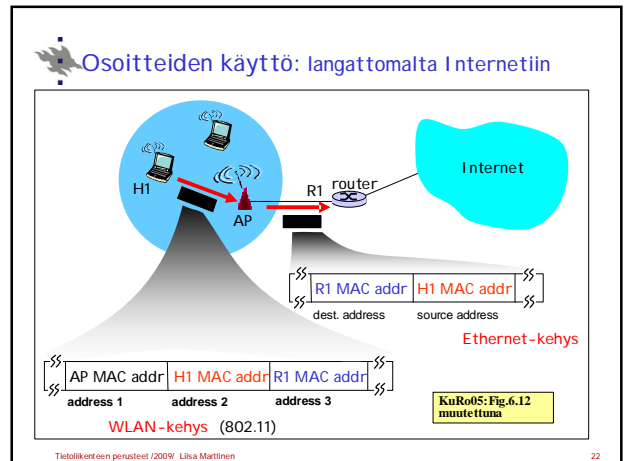 Osoitteiden käyttö: langattomalta Internetiin
Internet
H1
AP
R1 router
R1 MAC addr H1 MAC addr
dest. address source address
Ethernet-kehys
AP MAC addr H1 MAC addr R1 MAC addr
address 1 address 2 address 3
WLAN-kehys (802.11)
KuRo05:Fig.6.12
muutettuna
Tietoliikenteen perusteet /2009/ Liisa Marttinen 22